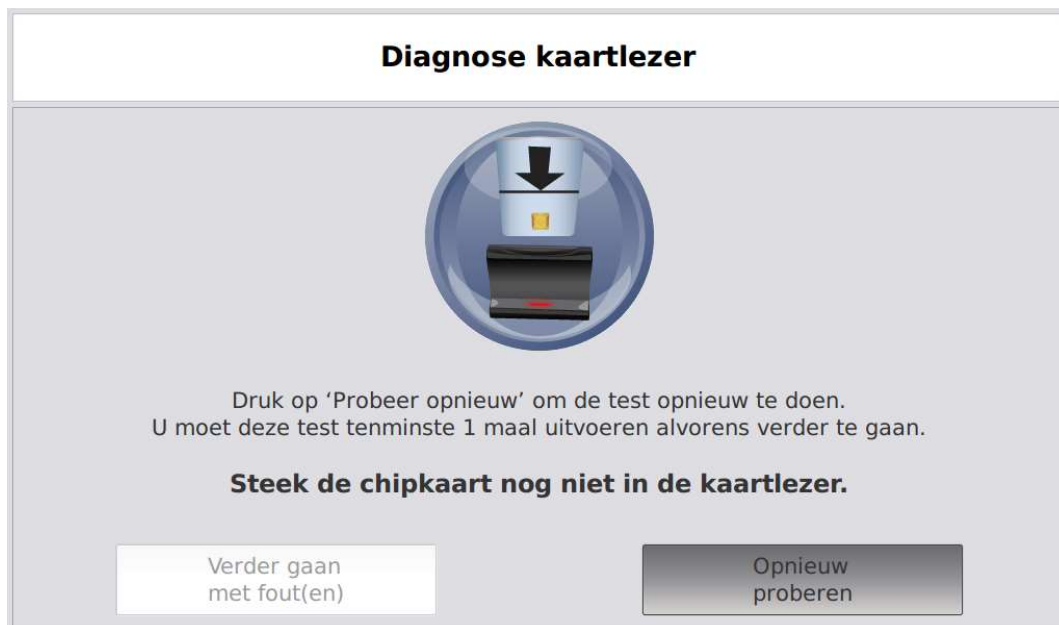 Diagnose kaartlezer
Druk op ‘Probeer opnieuw’ om de test opnieuw te doen.
U moet deze test tenminste 1 maal uitvoeren alvorens verder te gaan.
Steek de chipkaart nog niet in de kaartlezer.
Verder gaan
met fout(en)
Opnieuw
proberen